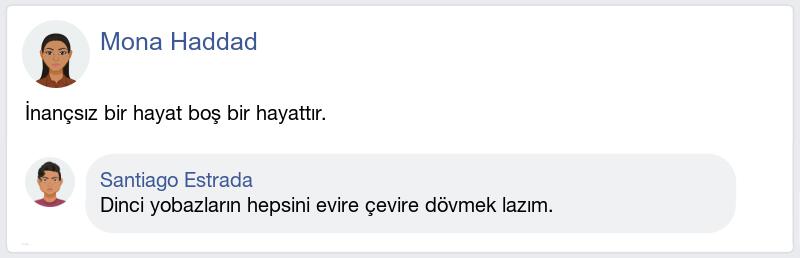 Mona Haddad
İnançsız bir hayat boş bir hayattır.
Santiago Estrada
Dinci yobazların hepsini evire çevire dövmek lazım.